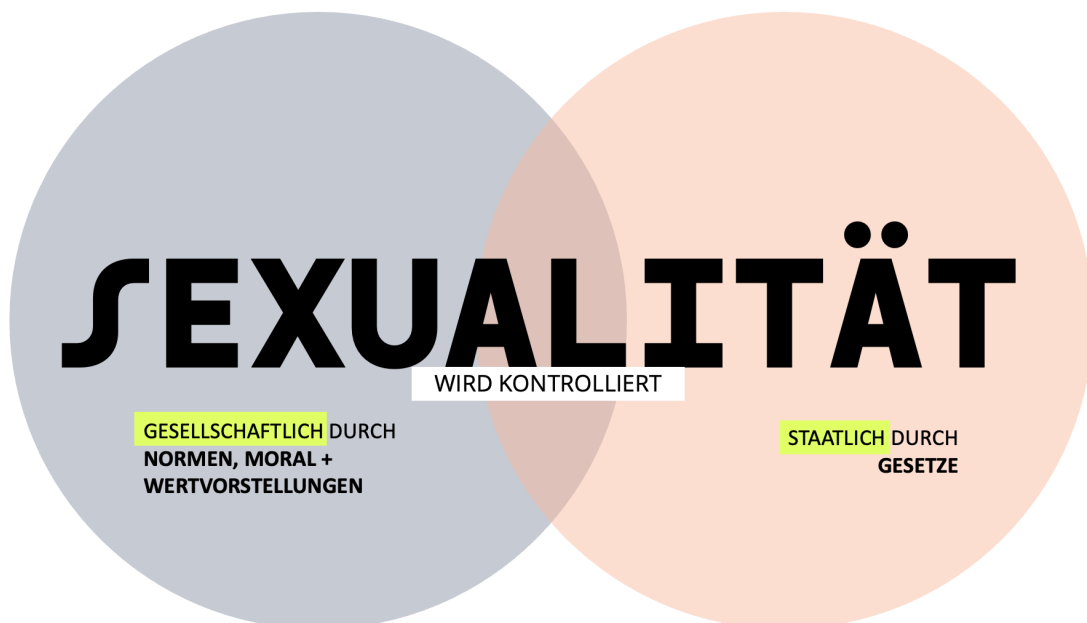 SEXUALITÄT
WIRD KONTROLLIERT
GESELLSCHAFTLICH DURCH
NORMEN, MORAL +
WERTVORSTELLUNGEN
STAATLICH DURCH
GESETZE